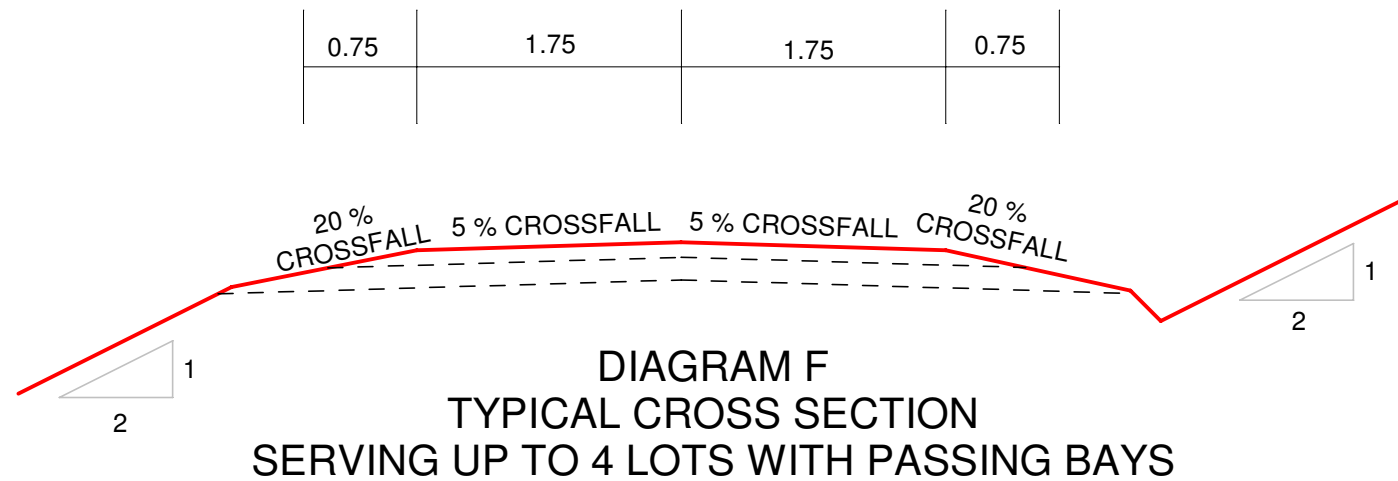 0.75 1.75 1.75 0.75
20 %
CROSSFALL
5 % CROSSFALL
5 % CROSSFALL
20 %
CROSSFALL
1
2
1
2
DIAGRAM F
TYPICAL CROSS SECTION
SERVING UP TO 4 LOTS WITH PASSING BAYS